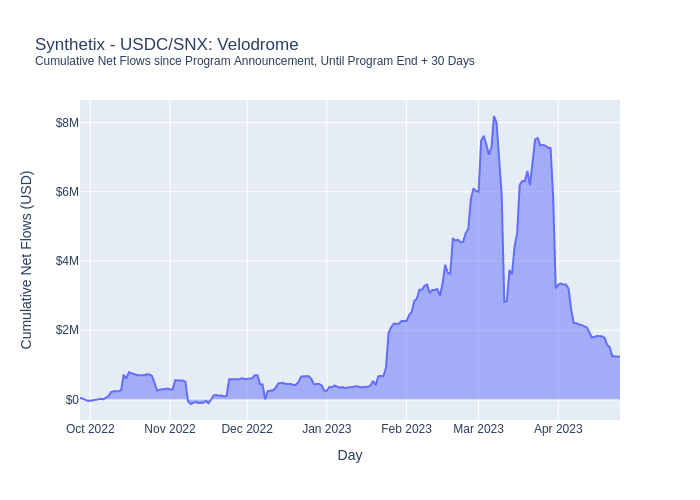 Synthetix - USDC/SNX: Velodrome
Cumulative Net Flows since Program Announcement, Until Program End + 30 Days
Cumulative Net Flows (USD)
$8M
$6M
$4M
$2M
$0
Oct 2022
Nov 2022
Dec 2022
Jan 2023
Feb 2023
Mar 2023
Apr 2023
Day